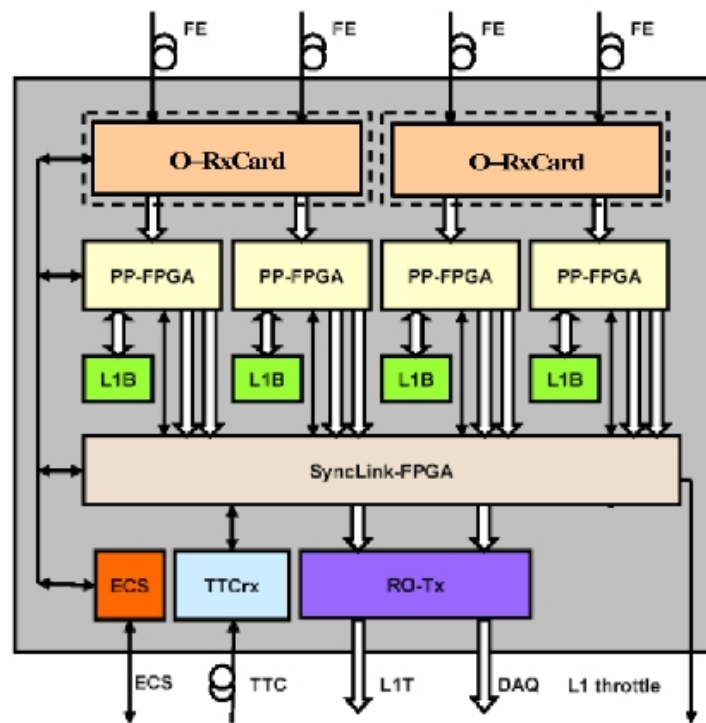 FE FE FE FE
O-RxCard O-RxCard
PP-FPGA PP-FPGA PP-FPGA PP-FPGA
L1B L1B L1B L1B
SyncLink-FPGA
ECS TTCrx RO-Tx
ECS TTC L1T DAQ L1 throttle